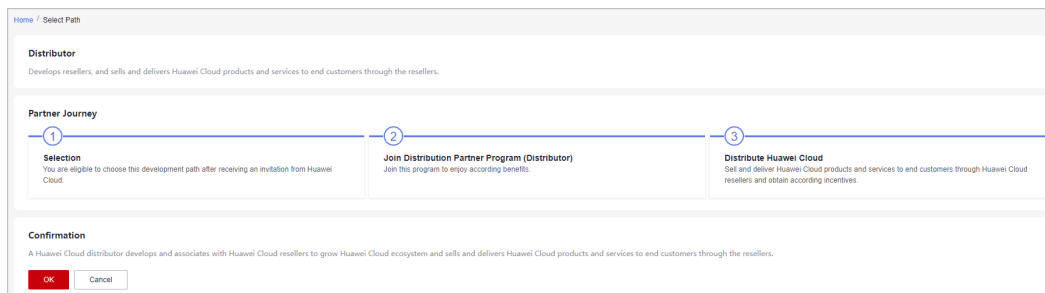 Home / Select Path
Distributor
Develops resellers, and sells and delivers Huawei Cloud products and services to end customers through the resellers.
Partner Journey
1
Selection
You are eligible to choose this development path after receiving an invitation from Huawei
Cloud.
2
Join Distribution Partner Program (Distributor)
Join this program to enjoy according benefits.
3
Distribute Huawei Cloud
Sell and deliver Huawei Cloud products and services to end customers through Huawei Cloud
resellers and obtain according incentives.
Confirmation
A Huawei Cloud distributor develops and associates with Huawei Cloud resellers to grow Huawei Cloud ecosystem and sells and delivers Huawei Cloud products and services to end customers through the resellers.
OK
Cancel